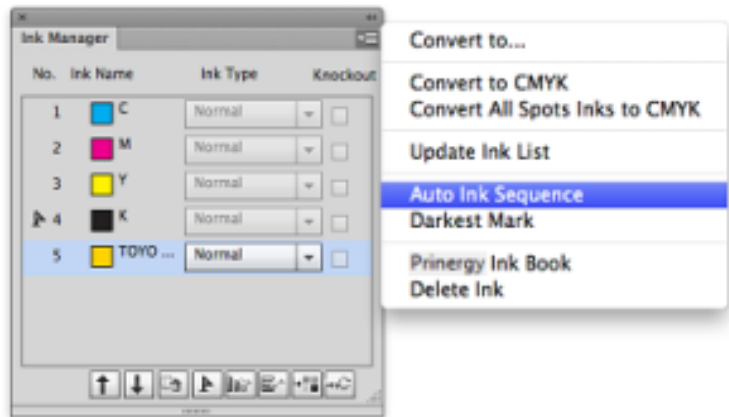 Ink Manager
No. Ink Name Ink Type Knockout
1 C Normal
2 M Normal
3 Y Normal
4 K Normal
5 TOYO ... Normal
Convert to...
Convert to CMYK
Convert All Spots Inks to CMYK
Update Ink List
Auto Ink Sequence
Darkest Mark
Prinergy Ink Book
Delete Ink